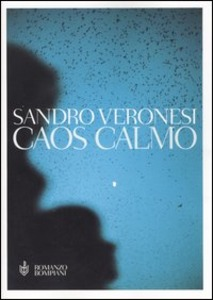 SANDRO VERONESI
CAOS CALMO
ROMANZO
BOMPIANI